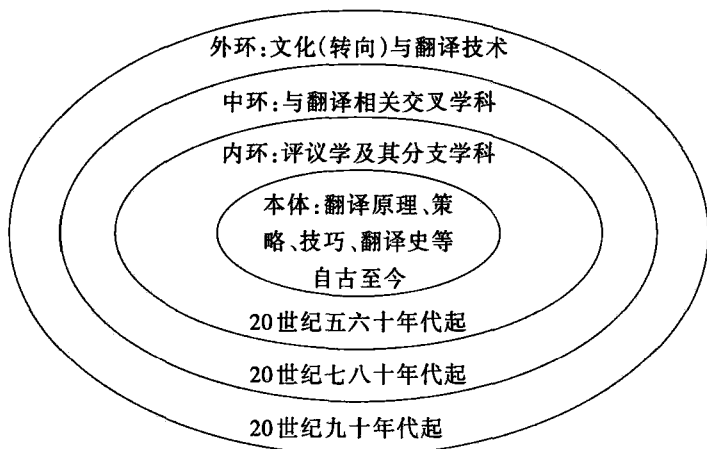 外环:文化(转向)与翻译技术
中环:与翻译相关交叉学科
内环:评议学及其分支学科
本体:翻译原理、策
略、技巧、翻译史等
自古至今
20世纪五六十年代起
20世纪七八十年代起
20世纪九十年代起